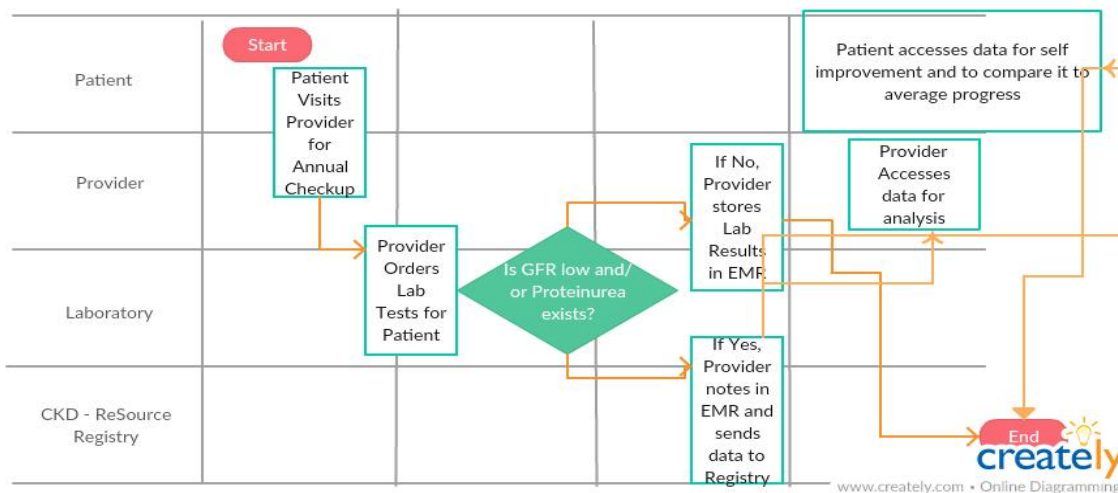 Start
Patient
Patient
Visits
Provider
for
Annual
Checkup
Patient accesses data for self
improvement and to compare it to
average progress
Provider
If No,
Provider
stores
Lab
Results
in EMR
Provider
Accesses
data for
analysis
Laboratory
Provider
Orders
Lab
Tests for
Patient
Is GFR low and/
or Proteinurea
exists?
CKD - ReSource
Registry
If Yes,
Provider
notes in
EMR and
sends
data to
Registry
End
creately
www.creately.com • Online Diagramming